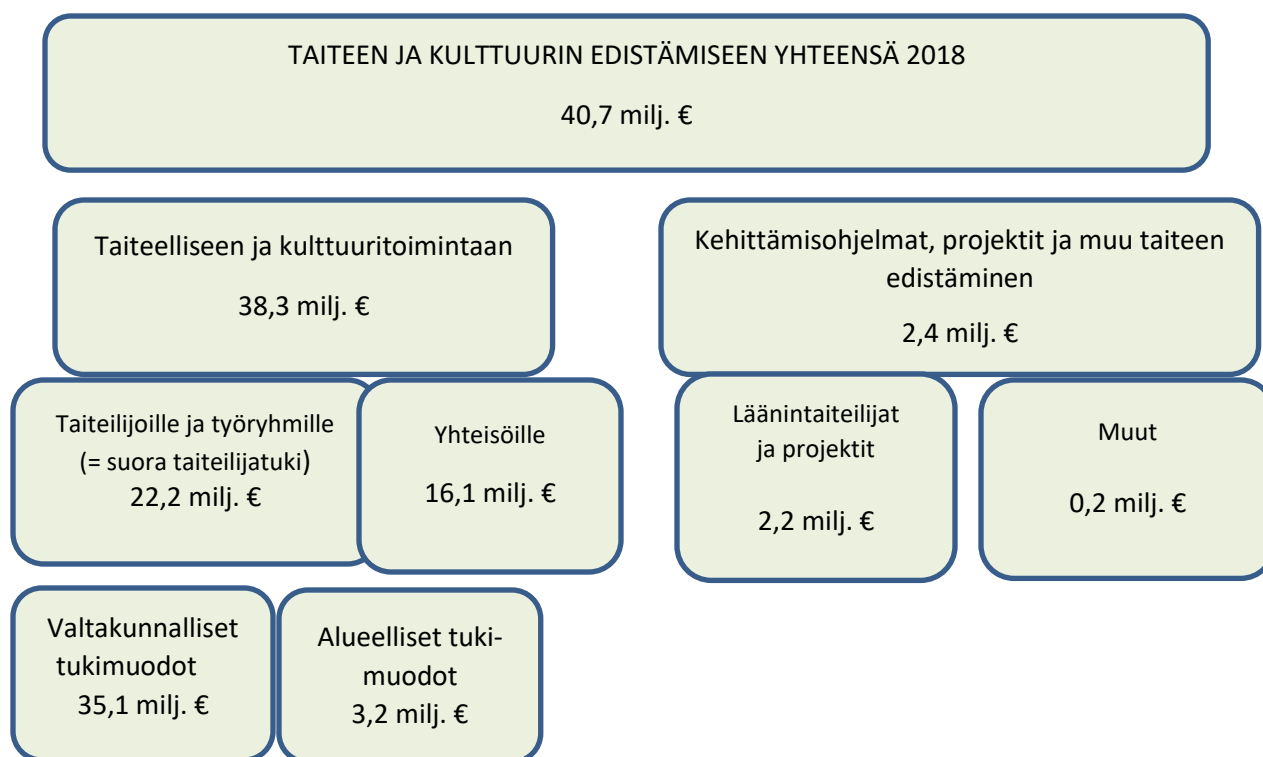 TAITEEN JA KULTTUURIN EDISTÄMISEEN YHTEENSÄ 2018
40,7 milj. €
Taiteelliseen ja kulttuuritoimintaan
38,3 milj. €
Kehittämisohjelmat, projektit ja muu taiteen
edistäminen
2,4 milj. €
Taiteilijoille ja työryhmille
(= suora taiteilijatuki)
22,2 milj. €
Yhteisöille
16,1 milj. €
Läänintaiteilijat
ja projektit
2,2 milj. €
Muut
0,2 milj. €
Valtakunnalliset
tukimuodot
35,1 milj. €
Alueelliset tuki-
muodot
3,2 milj. €